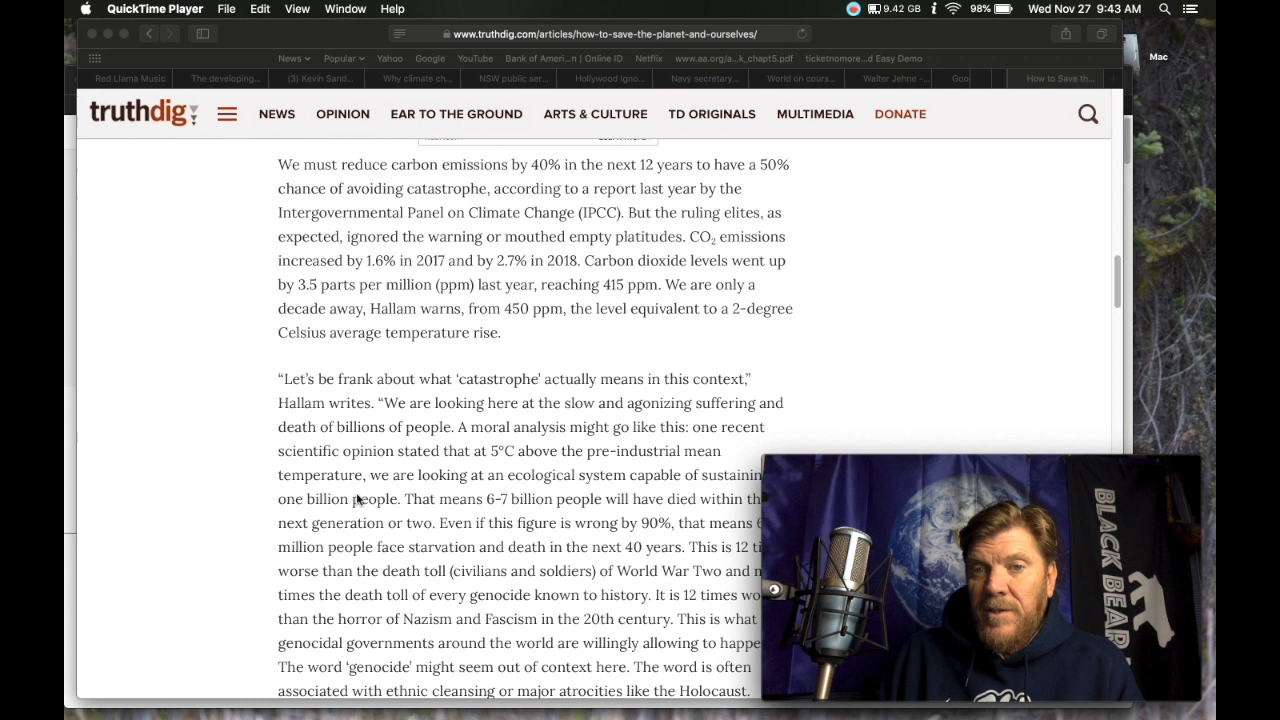 QuickTime Player File Edit View Window Help 9.42 GB 98% Wed Nov 27 9:43 AM
www.truthdig.com/articles/how-to-save-the-planet-and-ourselves/
Mac
News Popular Yahoo Google YouTube Bank of Ameri...n | Online ID Netflix www.aa.org/a...k_chapt5.pdf ticketnomore...d Easy Demo
Red Llama Music The developing... (3) Kevin Sand... Why climate ch... NSW public ser... Hollywood Igno... Navy secretary... World on cours... Walter Jehne -... Goo How to Save th...
truthdig NEWS OPINION EAR TO THE GROUND ARTS & CULTURE TD ORIGINALS MULTIMEDIA DONATE
We must reduce carbon emissions by 40% in the next 12 years to have a 50%
chance of avoiding catastrophe, according to a report last year by the
Intergovernmental Panel on Climate Change (IPCC). But the ruling elites, as
expected, ignored the warning or mouthed empty platitudes. CO₂ emissions
increased by 1.6% in 2017 and by 2.7% in 2018. Carbon dioxide levels went up
by 3.5 parts per million (ppm) last year, reaching 415 ppm. We are only a
decade away, Hallam warns, from 450 ppm, the level equivalent to a 2-degree
Celsius average temperature rise.
“Let’s be frank about what ‘catastrophe’ actually means in this context,”
Hallam writes. “We are looking here at the slow and agonizing suffering and
death of billions of people. A moral analysis might go like this: one recent
scientific opinion stated that at 5°C above the pre-industrial mean
temperature, we are looking at an ecological system capable of sustainin
one billion people. That means 6-7 billion people will have died within th
next generation or two. Even if this figure is wrong by 90%, that means 6
million people face starvation and death in the next 40 years. This is 12 ti
worse than the death toll (civilians and soldiers) of World War Two and m
times the death toll of every genocide known to history. It is 12 times wo
than the horror of Nazism and Fascism in the 20th century. This is what
genocidal governments around the world are willingly allowing to happe
The word ‘genocide’ might seem out of context here. The word is often
associated with ethnic cleansing or major atrocities like the Holocaust.
BLACK BEAR